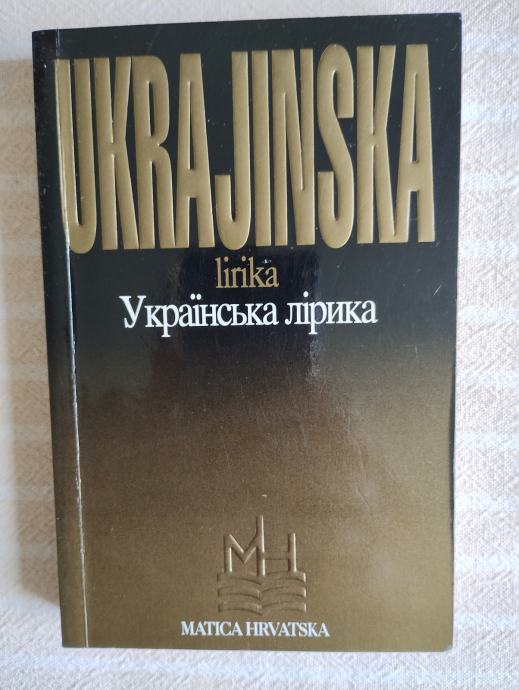 UKRAJINSKA
lirika
Українська лірика
MH
MATICA HRVATSKA